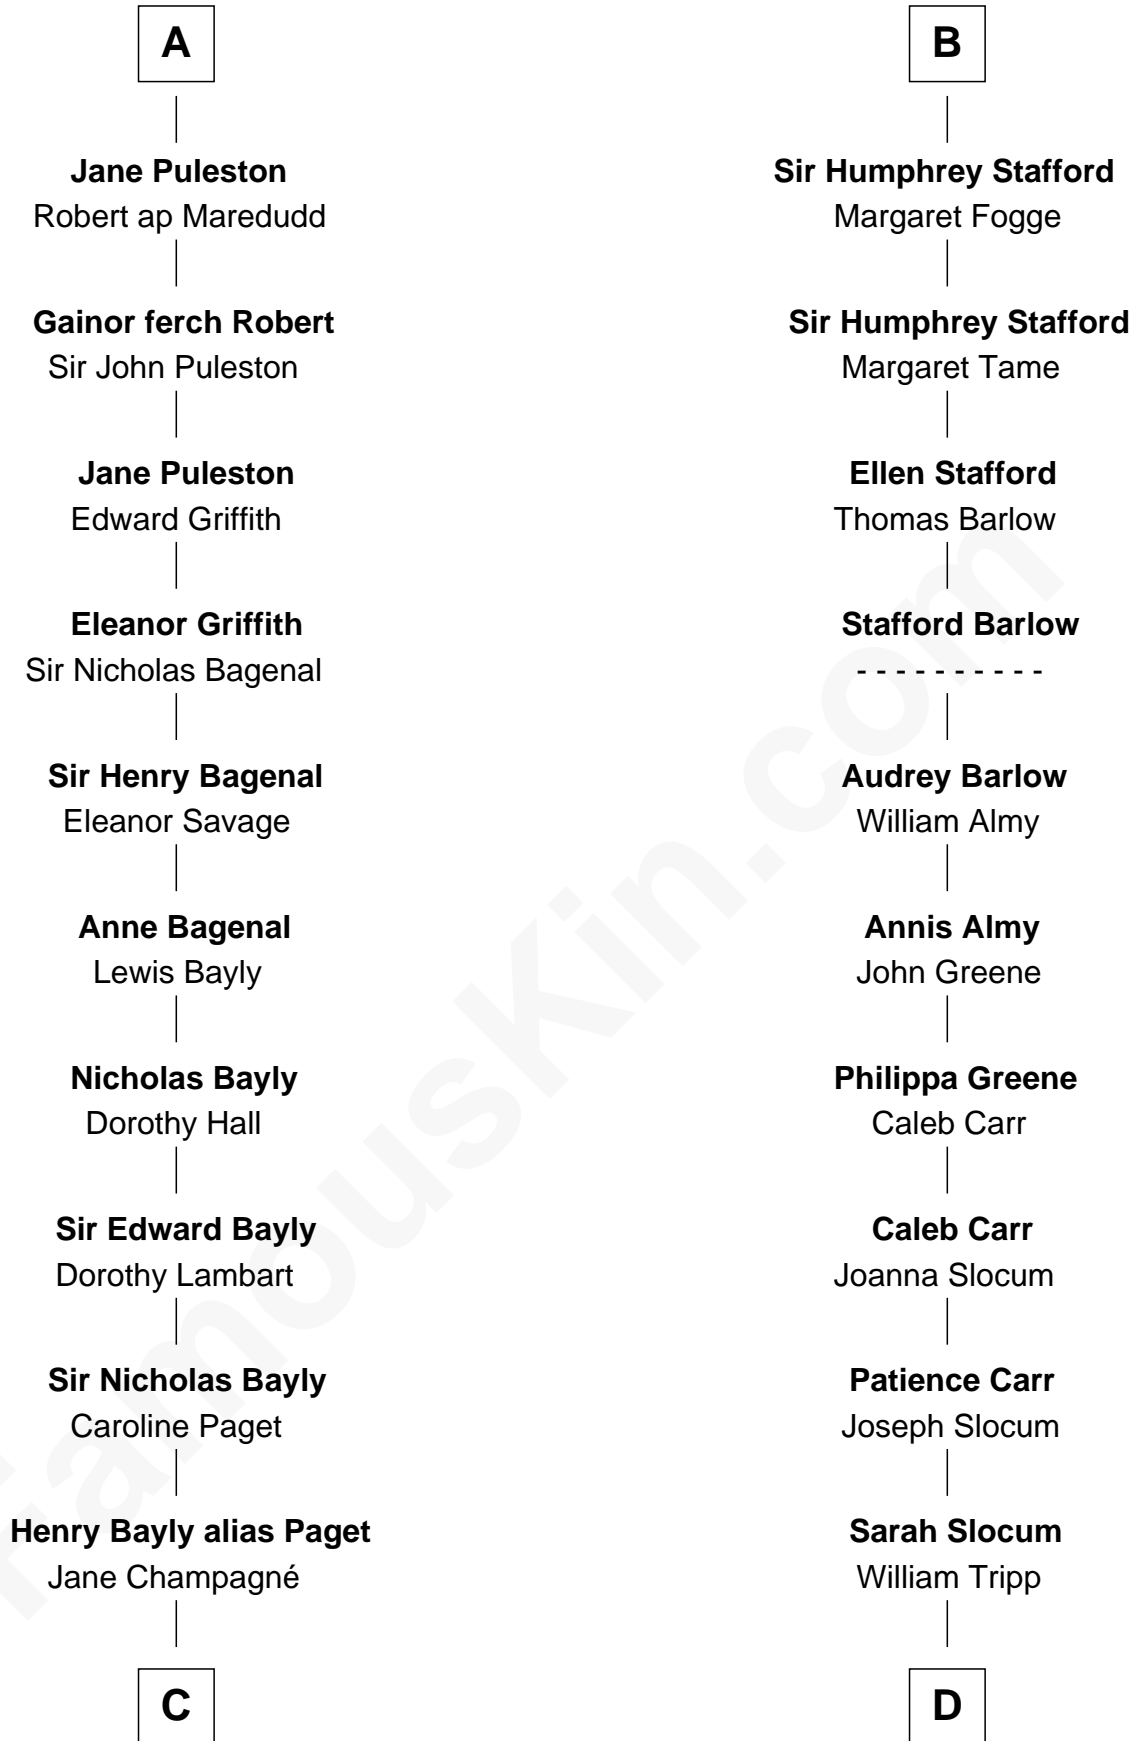 A
Jane Puleston
Robert ap Maredudd
Gainor ferch Robert
Sir John Puleston
Jane Puleston
Edward Griffith
Eleanor Griffith
Sir Nicholas Bagenal
Sir Henry Bagenal
Eleanor Savage
Anne Bagenal
Lewis Bayly
Nicholas Bayly
Dorothy Hall
Sir Edward Bayly
Dorothy Lambart
Sir Nicholas Bayly
Caroline Paget
Henry Bayly alias Paget
Jane Champagné
C
B
Sir Humphrey Stafford
Margaret Fogge
Sir Humphrey Stafford
Margaret Tame
Ellen Stafford
Thomas Barlow
Stafford Barlow
- - - - - - - - - -
Audrey Barlow
William Almy
Annis Almy
John Greene
Philippa Greene
Caleb Carr
Caleb Carr
Joanna Slocum
Patience Carr
Joseph Slocum
Sarah Slocum
William Tripp
D
FamousKin.com